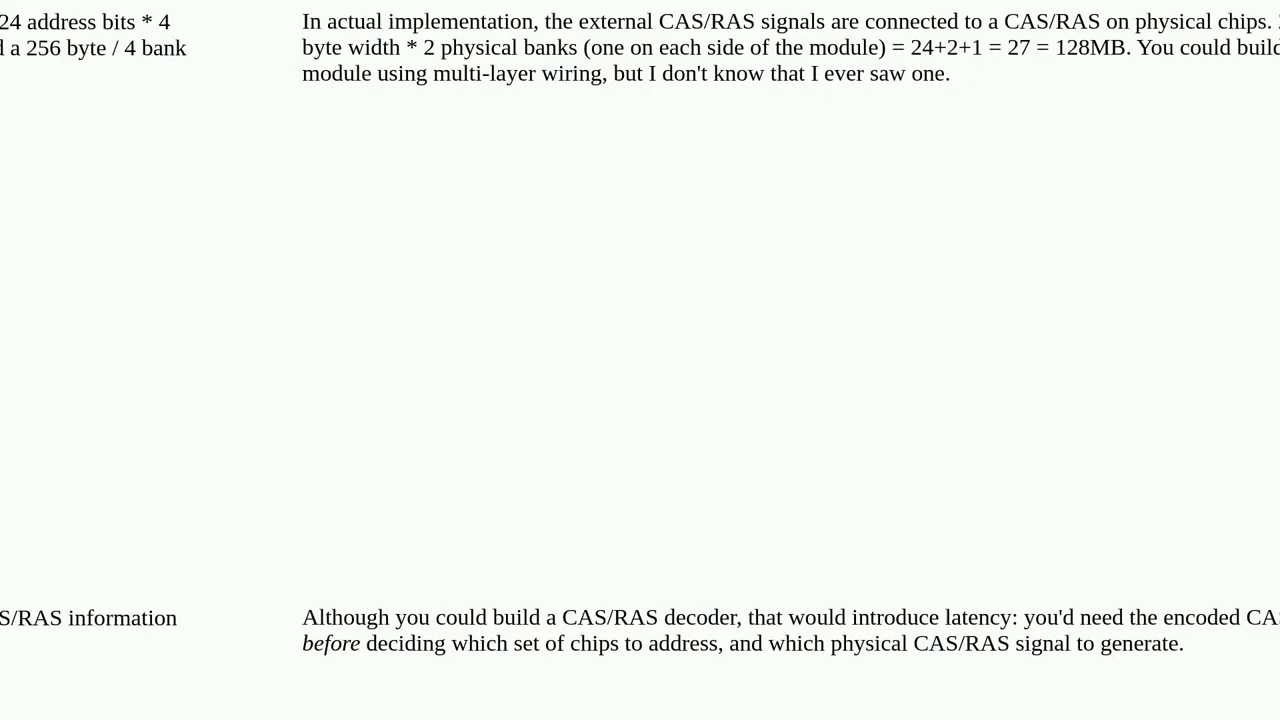 24 address bits * 4
d a 256 byte / 4 bank
In actual implementation, the external CAS/RAS signals are connected to a CAS/RAS on physical chips.
byte width * 2 physical banks (one on each side of the module) = 24+2+1 = 27 = 128MB. You could build
module using multi-layer wiring, but I don't know that I ever saw one.
S/RAS information
Although you could build a CAS/RAS decoder, that would introduce latency: you'd need the encoded CA
before deciding which set of chips to address, and which physical CAS/RAS signal to generate.